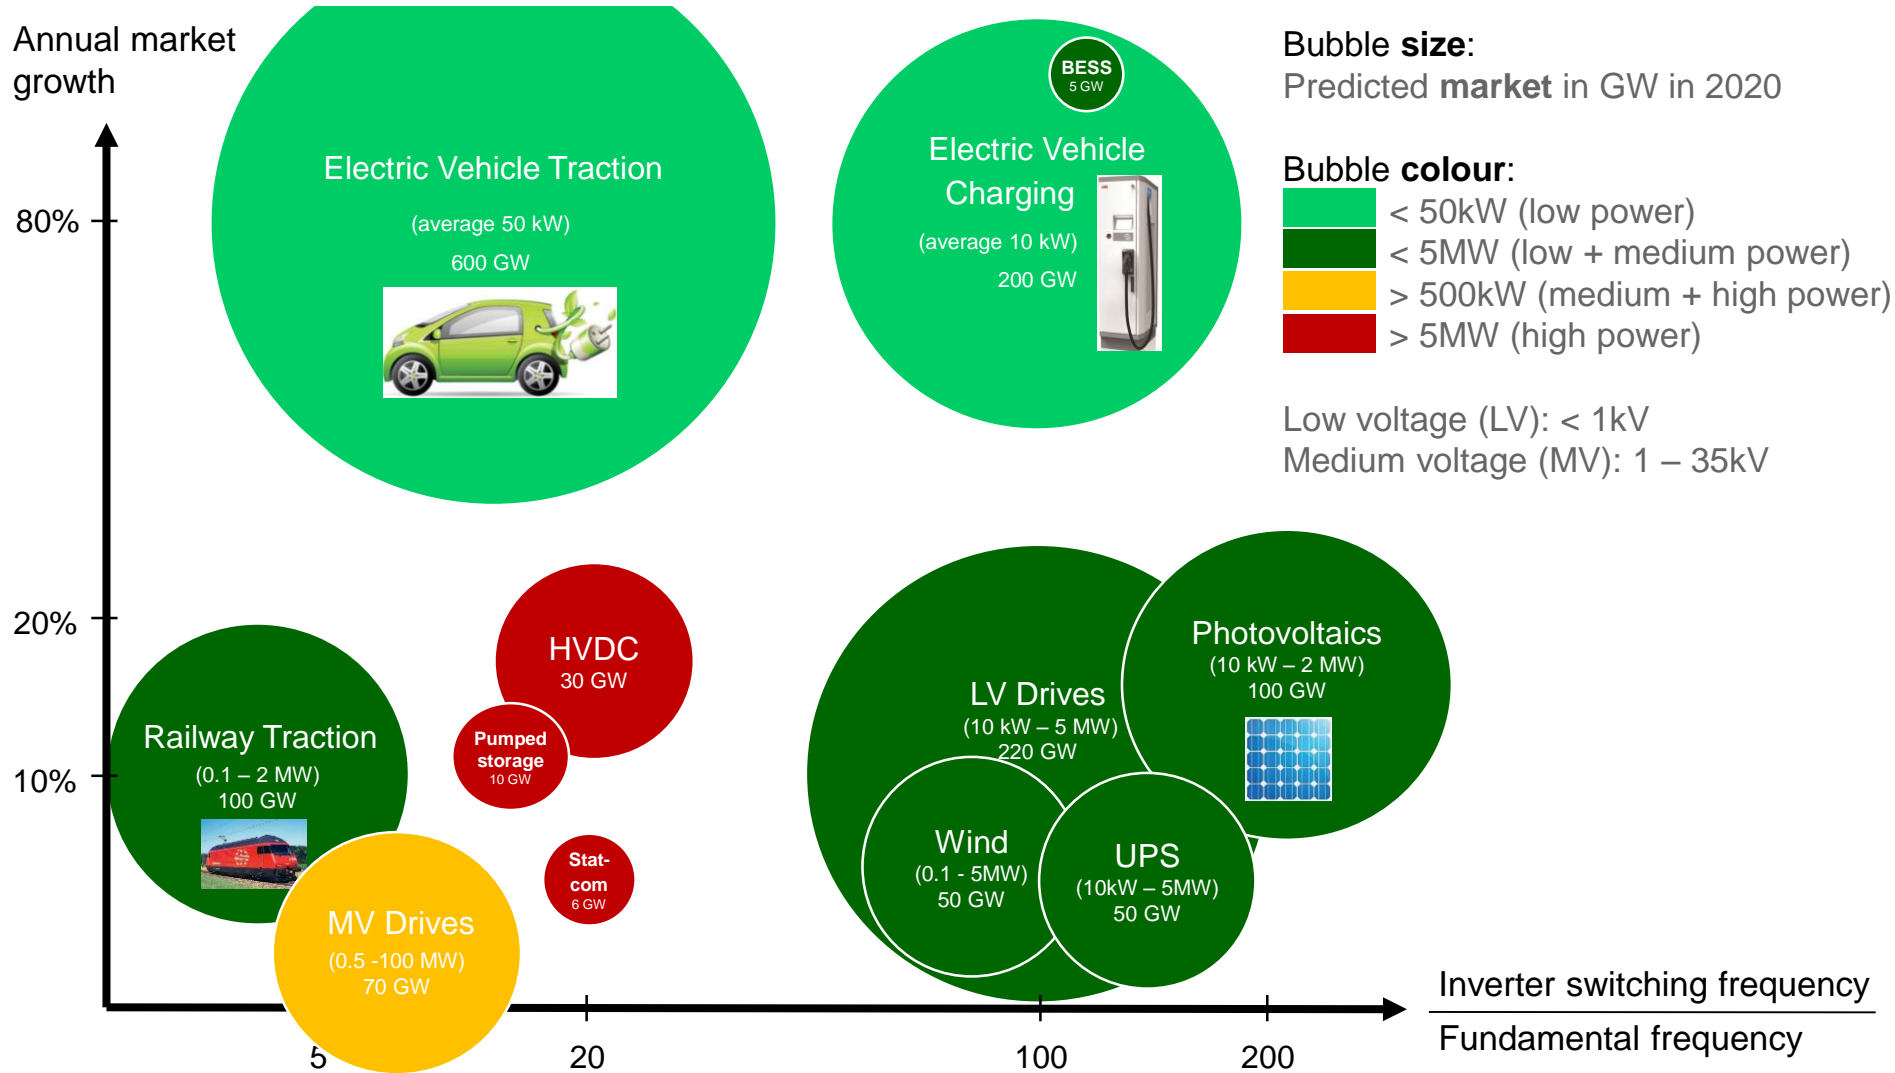 Annual market
growth
80%
20%
10%
Electric Vehicle Traction
(average 50 kW)
600 GW
BESS
5 GW
Electric Vehicle
Charging
(average 10 kW)
200 GW
Bubble size:
Predicted market in GW in 2020
Bubble colour:
< 50kW (low power)
< 5MW (low + medium power)
> 500kW (medium + high power)
> 5MW (high power)
Low voltage (LV): < 1kV
Medium voltage (MV): 1 – 35kV
Railway Traction
(0.1 – 2 MW)
100 GW
MV Drives
(0.5 -100 MW)
70 GW
HVDC
30 GW
Pumped
storage
10 GW
Stat-
com
6 GW
LV Drives
(10 kW – 5 MW)
220 GW
Photovoltaics
(10 kW – 2 MW)
100 GW
Wind
(0.1 - 5MW)
50 GW
UPS
(10kW – 5MW)
50 GW
5
20
100
200
Inverter switching frequency
Fundamental frequency